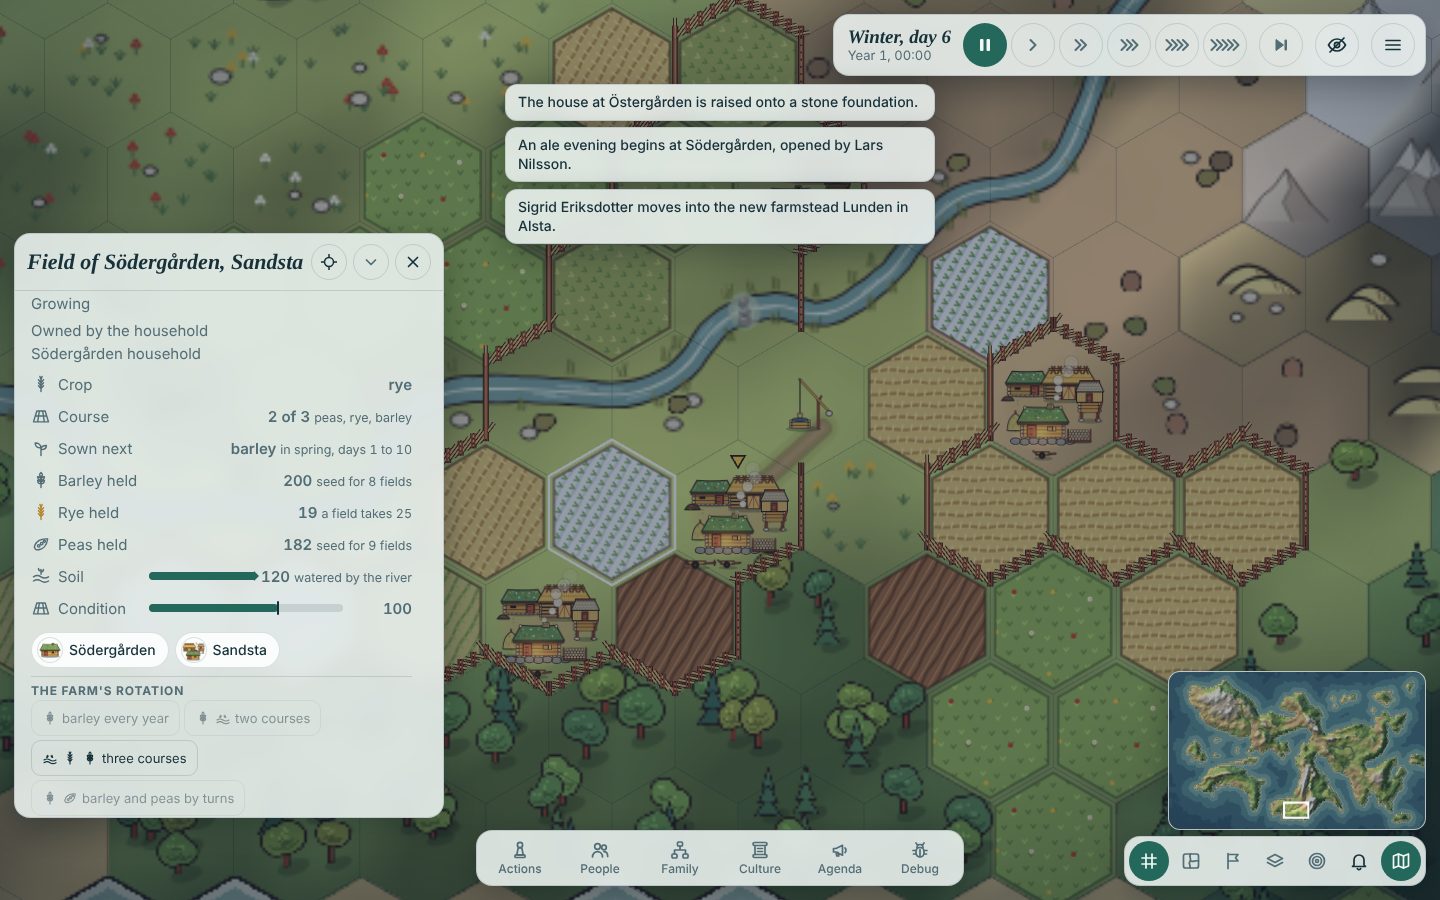 Winter, day 6
Year 1, 00:00
The house at Östergården is raised onto a stone foundation.
An ale evening begins at Södergården, opened by Lars
Nilsson.
Sigrid Eriksdotter moves into the new farmstead Lunden in
Alsta.
Field of Södergården, Sandsta
Growing
Owned by the household
Södergården household
Crop rye
Course 2 of 3 peas, rye, barley
Sown next barley in spring, days 1 to 10
Barley held 200 seed for 8 fields
Rye held 19 a field takes 25
Peas held 182 seed for 9 fields
Soil 120 watered by the river
Condition 100
Södergården Sandsta
THE FARM'S ROTATION
barley every year two courses
three courses
barley and peas by turns
Actions People Family Culture Agenda Debug